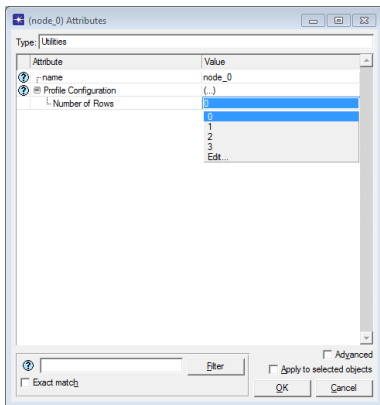 (node_0) Attributes
Type: Utilities
Attribute Value
name node_0
Profile Configuration (...)
Number of Rows 0
0
1
2
3
Edit...
Advanced
Filter Apply to selected objects
Exact match OK Cancel